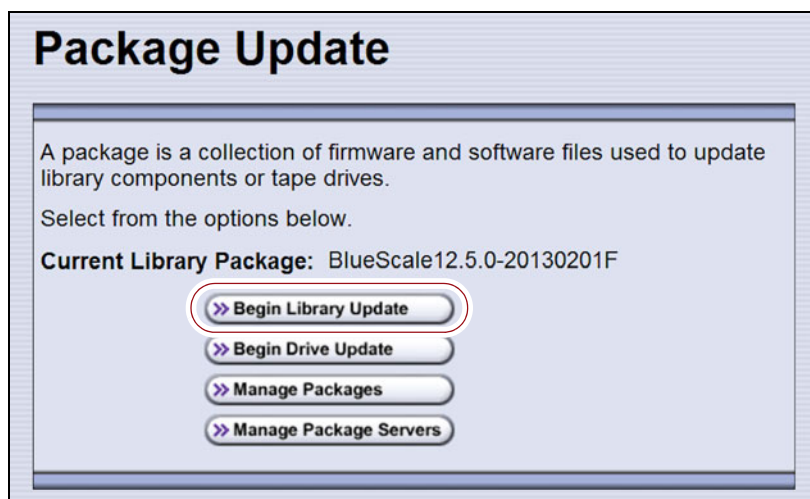 Package Update
A package is a collection of firmware and software files used to update
library components or tape drives.
Select from the options below.
Current Library Package: BlueScale12.5.0-20130201F
Begin Library Update
Begin Drive Update
Manage Packages
Manage Package Servers